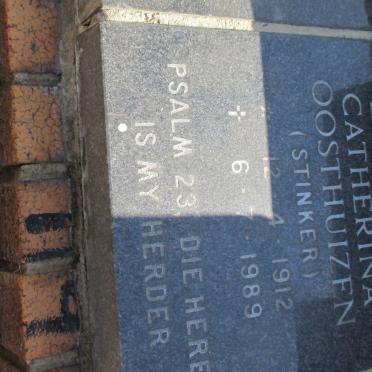 CATHERINA
OOSTHUIZEN
(STINKER)
* 12 4 1912
✢ 6 - 1989
PSALM 23, DIE HERE
IS MY HERDER